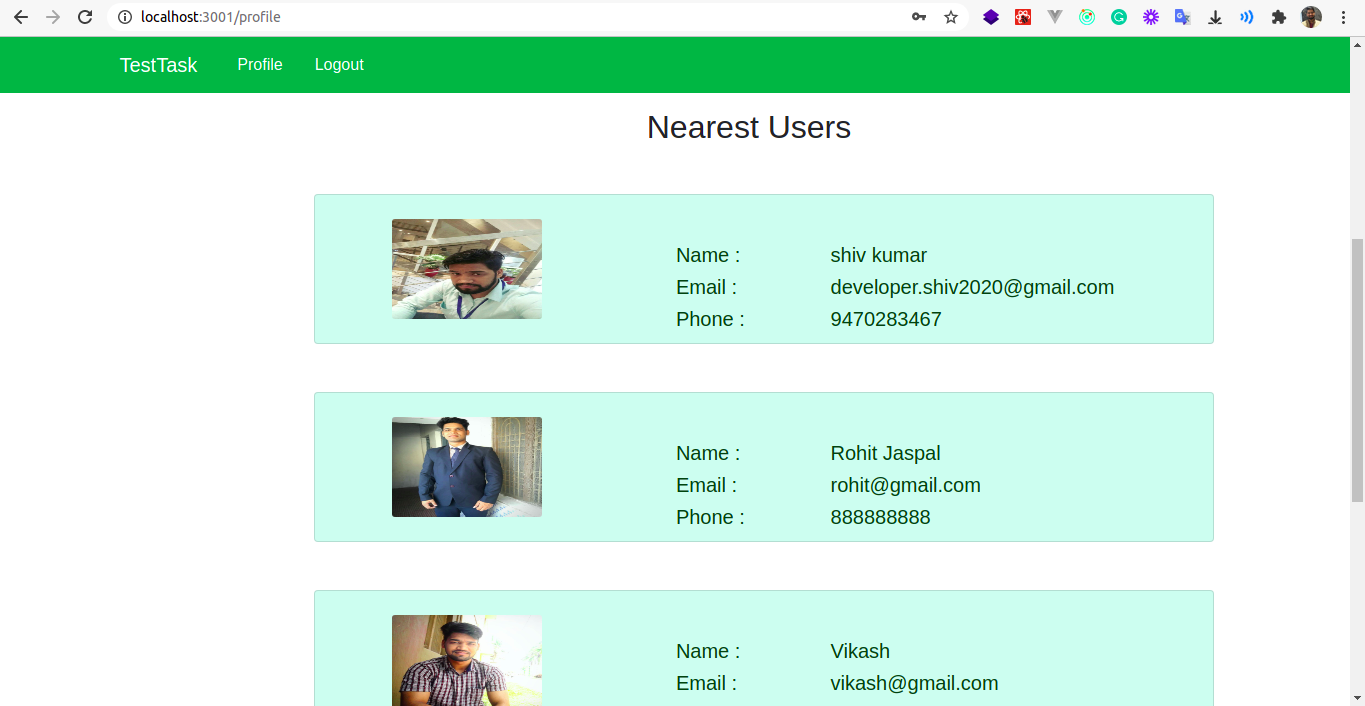 localhost:3001/profile
TestTask Profile Logout
Nearest Users
Name : shiv kumar
Email : developer.shiv2020@gmail.com
Phone : 9470283467
Name : Rohit Jaspal
Email : rohit@gmail.com
Phone : 888888888
Name : Vikash
Email : vikash@gmail.com